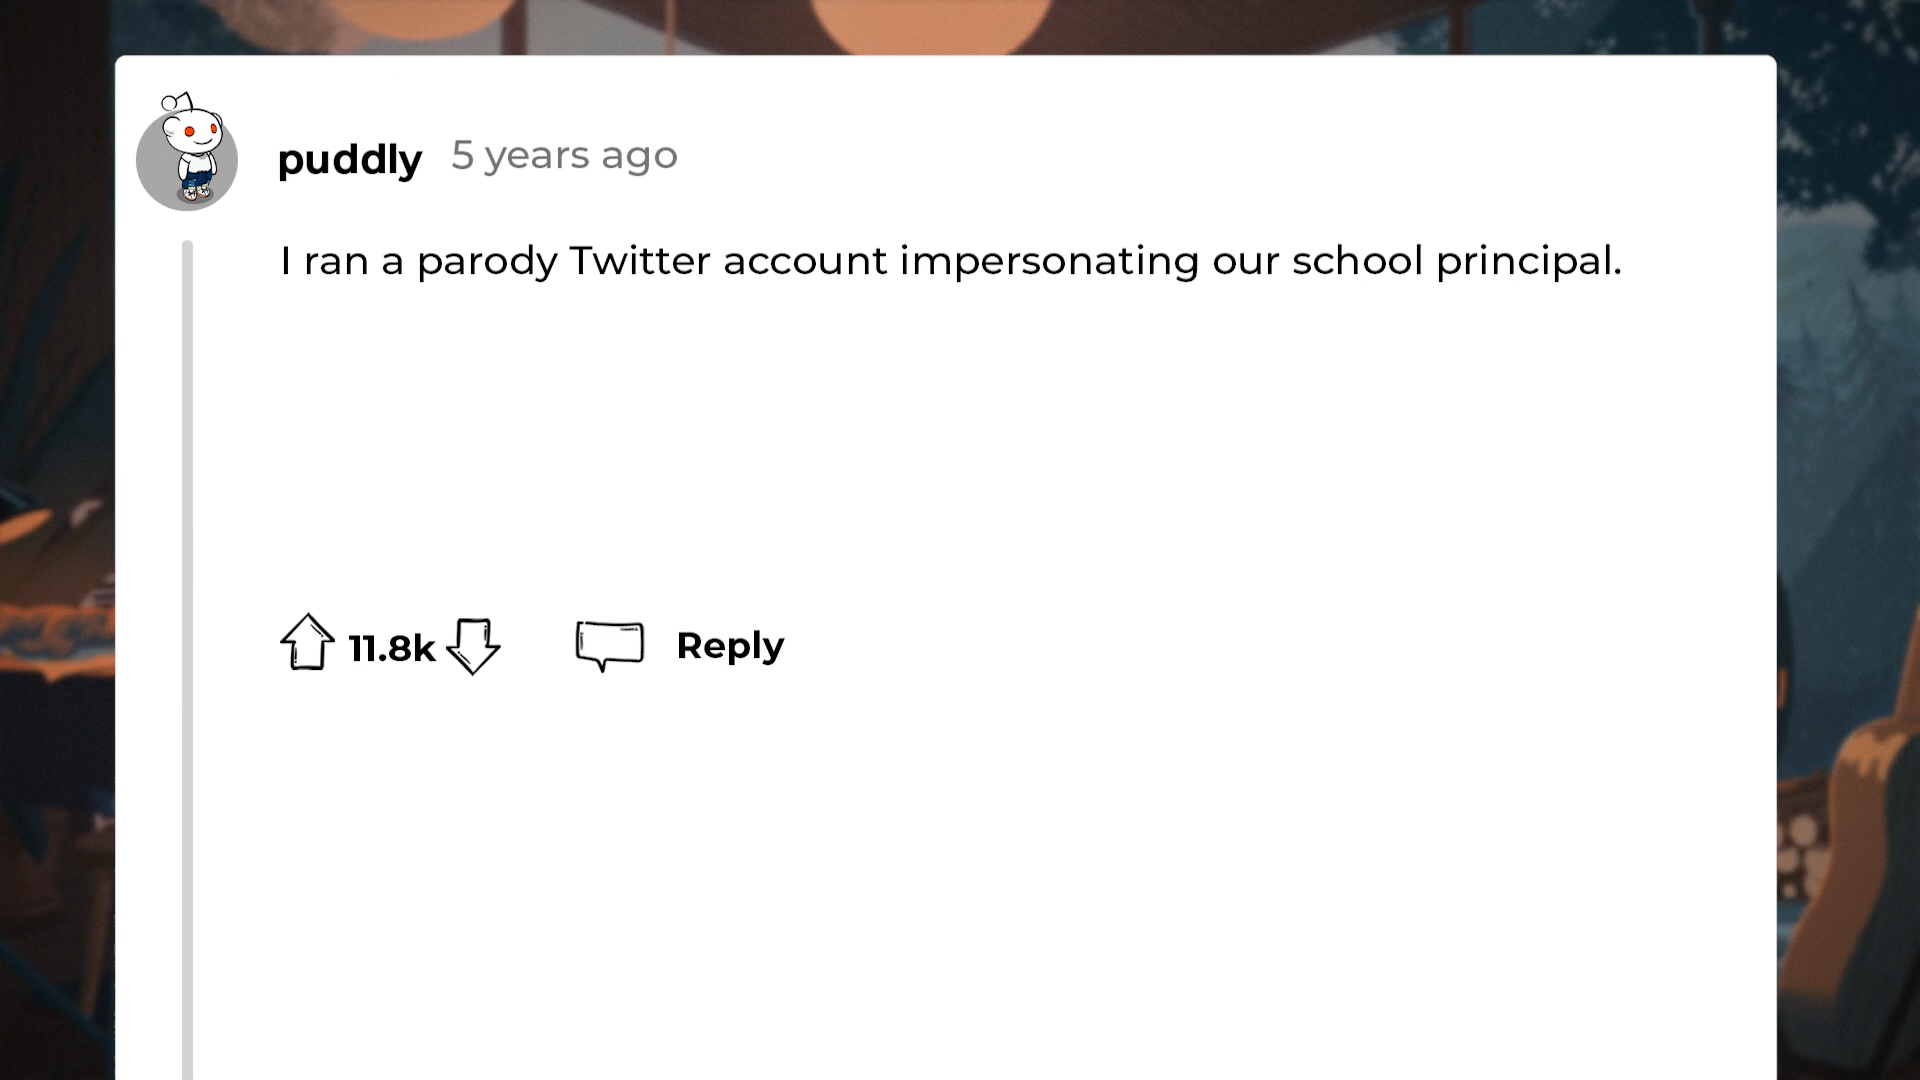 puddly 5 years ago
I ran a parody Twitter account impersonating our school principal.
11.8k Reply